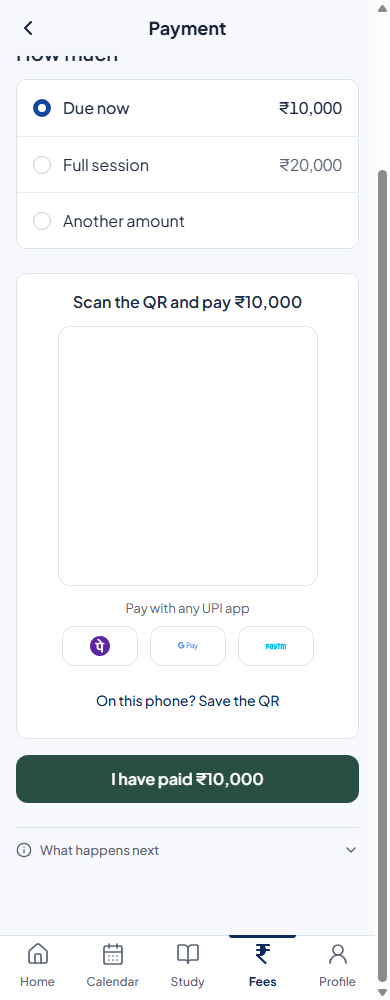 Payment
How much
Due now ₹10,000
Full session ₹20,000
Another amount
Scan the QR and pay ₹10,000
Pay with any UPI app
पे G Pay paytm
On this phone? Save the QR
I have paid ₹10,000
What happens next
Home Calendar Study Fees Profile